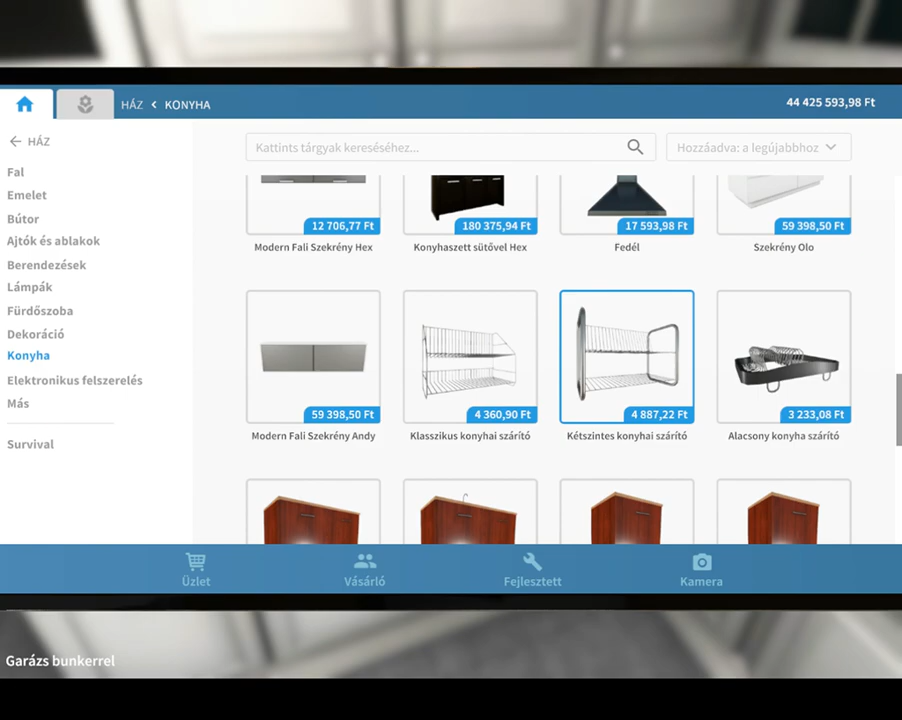 HÁZ < KONYHA
44 425 593,98 Ft
HÁZ
Fal
Emelet
Bútor
Ajtók és ablakok
Berendezések
Lámpák
Fürdőszoba
Dekoráció
Konyha
Elektronikus felszerelés
Más
Survival
Kattints tárgyak kereséséhez...
Hozzáadva: a legújabbhoz
12 706,77 Ft
180 375,94 Ft
17 593,98 Ft
59 398,50 Ft
Modern Fali Szekrény Hex
Konyhaszett sütővel Hex
Fedél
Szekrény Olo
59 398,50 Ft
4 360,90 Ft
4 887,22 Ft
3 233,08 Ft
Modern Fali Szekrény Andy
Klasszikus konyhai szárító
Kétszintes konyhai szárító
Alacsony konyha szárító
Üzlet
Vásárló
Fejlesztett
Kamera
Garázs bunkerrel